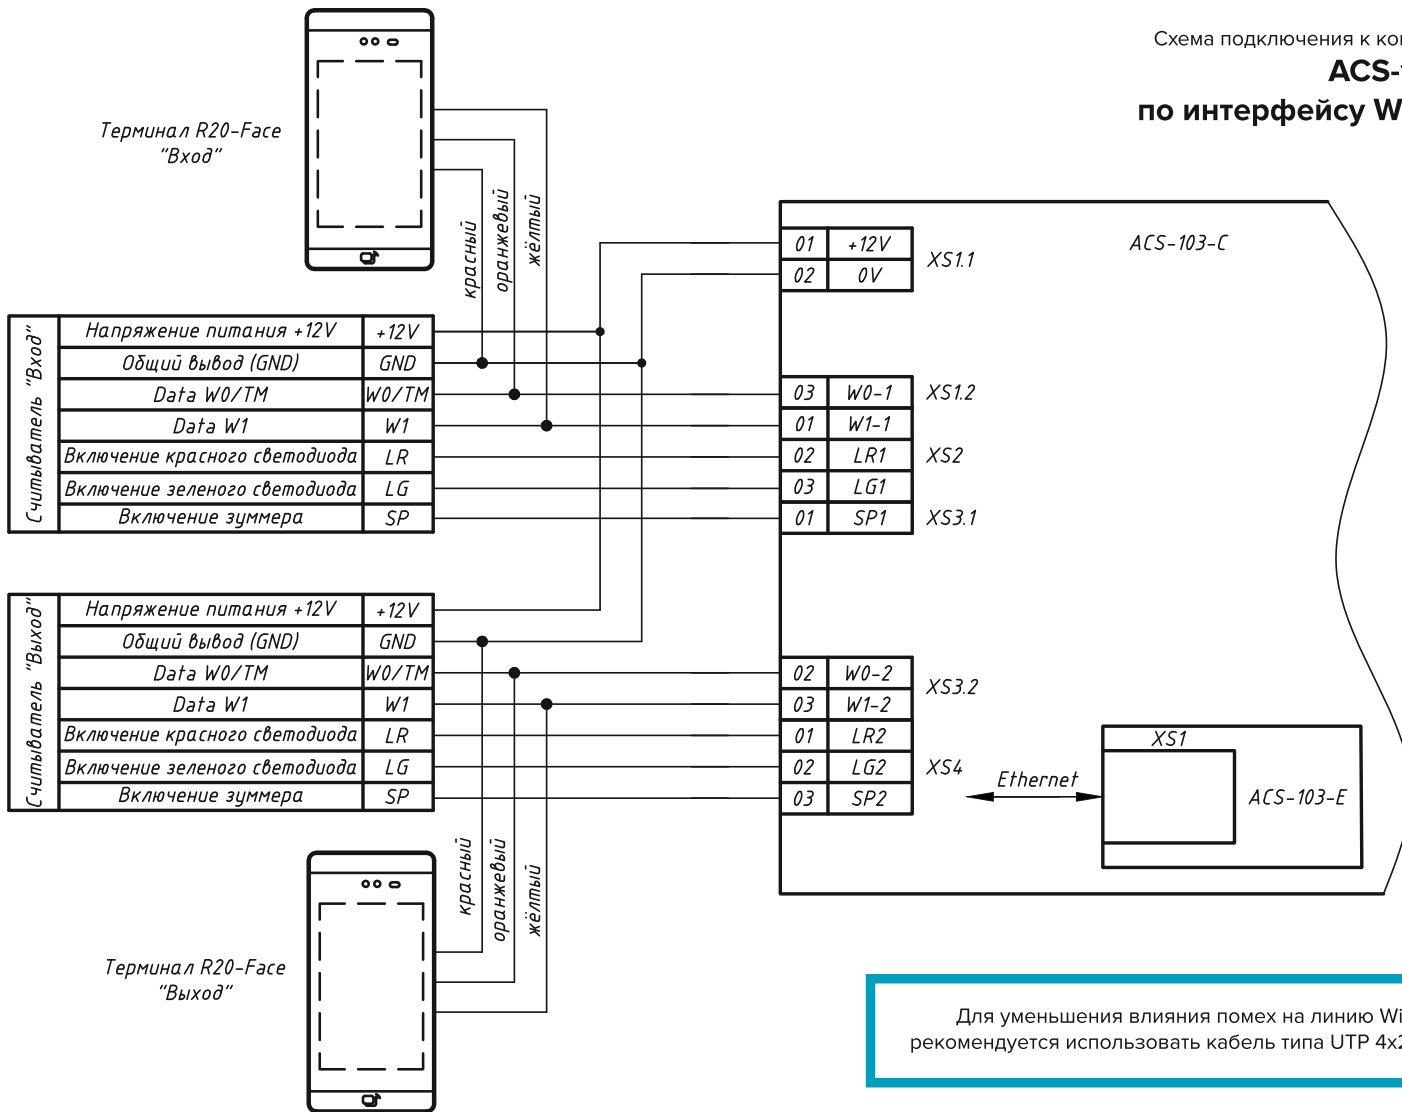 Схема подключения к
ACS-
по интерфейсу
Терминал R20-Face
"Вход"
красный
оранжевый
жёлтый
ACS-103-C
01 +12V
02 0V
XS1.1
Считыватель "Вход"
Напряжение питания +12V +12V
Общий вывод (GND) GND
Data W0/TM W0/TM
Data W1 W1
Включение красного светодиода LR
Включение зеленого светодиода LG
Включение зуммера SP
03 W0-1 XS1.2
01 W1-1
02 LR1 XS2
03 LG1
01 SP1 XS3.1
Считыватель "Выход"
Напряжение питания +12V +12V
Общий вывод (GND) GND
Data W0/TM W0/TM
Data W1 W1
Включение красного светодиода LR
Включение зеленого светодиода LG
Включение зуммера SP
02 W0-2
XS3.2
03 W1-2
01 LR2
02 LG2 XS4
03 SP2
Ethernet
XS1
ACS-103-E
красный
оранжевый
жёлтый
Терминал R20-Face
"Выход"
Для уменьшения влияния помех на линию
рекомендуется использовать кабель типа UTP